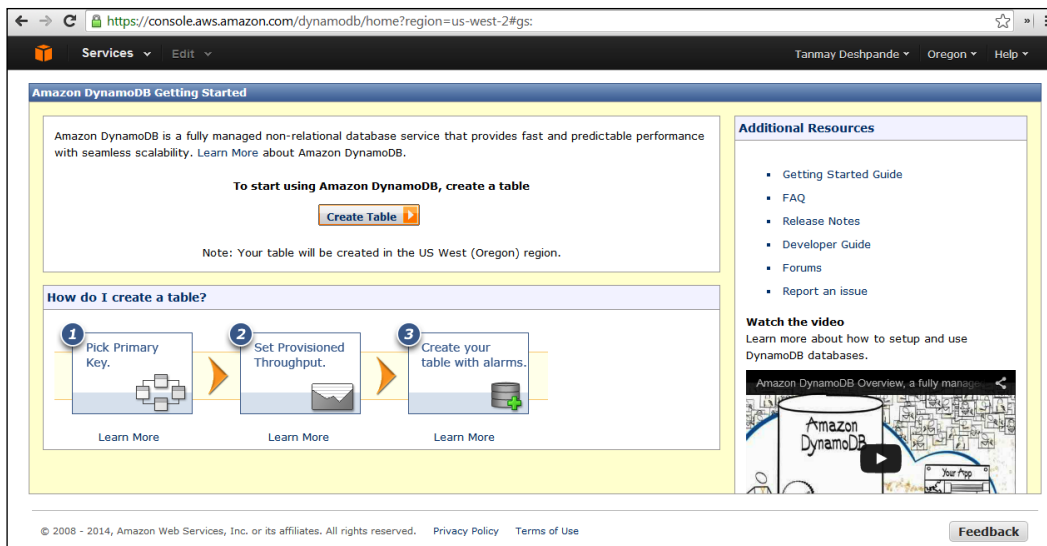 https://console.aws.amazon.com/dynamodb/home?region=us-west-2#gs:
»
Services Edit Tanmay Deshpande Oregon Help
Amazon DynamoDB Getting Started
Amazon DynamoDB is a fully managed non-relational database service that provides fast and predictable performance
with seamless scalability. Learn More about Amazon DynamoDB.
To start using Amazon DynamoDB, create a table
Create Table
Note: Your table will be created in the US West (Oregon) region.
How do I create a table?
1
Pick Primary
Key.
Learn More
2
Set Provisioned
Throughput.
Learn More
3
Create your
table with alarms.
Learn More
Additional Resources
Getting Started Guide
FAQ
Release Notes
Developer Guide
Forums
Report an issue
Watch the video
Learn more about how to setup and use
DynamoDB databases.
Amazon DynamoDB Overview, a fully manage
Amazon
DynamoDB
Your App
© 2008 - 2014, Amazon Web Services, Inc. or its affiliates. All rights reserved. Privacy Policy Terms of Use
Feedback